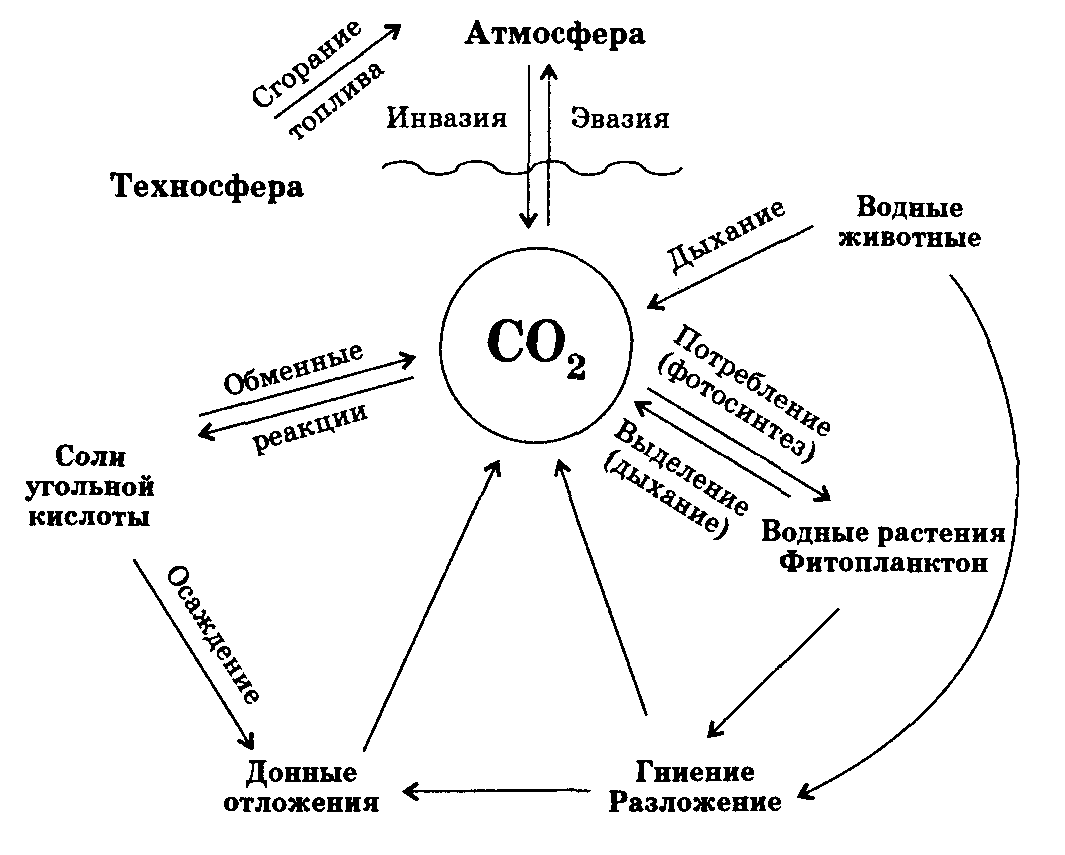 Атмосфера
Сгорание
топлива
Инвазия
Эвазия
Техносфера
Водные
животные
Дыхание
CO₂
Потребление
(фотосинтез)
Выделение
(дыхание)
Обменные
реакции
Соли
угольной
кислоты
Водные растения
Фитопланктон
Осаждение
Донные
отложения
Гниение
Разложение